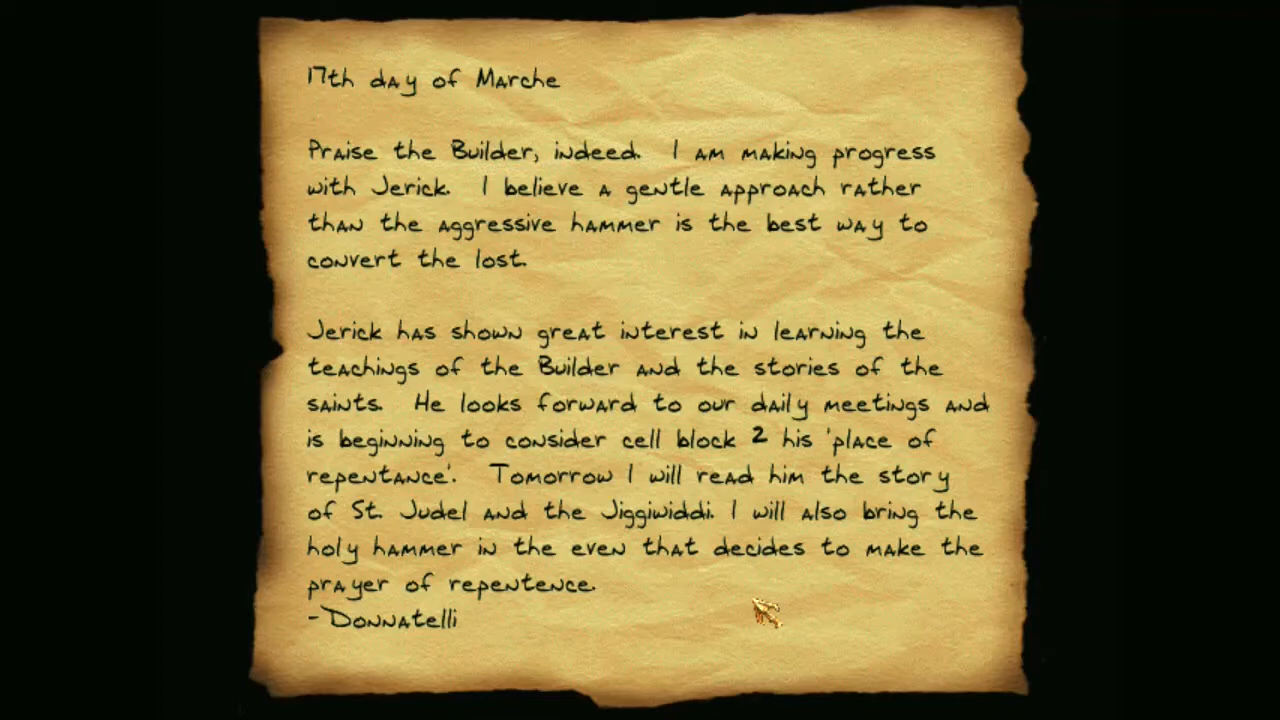 17th day of Marche
Praise the Builder, indeed. I am making progress
with Jerick. I believe a gentle approach rather
than the aggressive hammer is the best way to
convert the lost.
Jerick has shown great interest in learning the
teachings of the Builder and the stories of the
saints. He looks forward to our daily meetings and
is beginning to consider cell block 2 his 'place of
repentance'. Tomorrow I will read him the story
of St. Judel and the Jiggiwiddi. I will also bring the
holy hammer in the even that decides to make the
prayer of repentence.
- Donnatelli